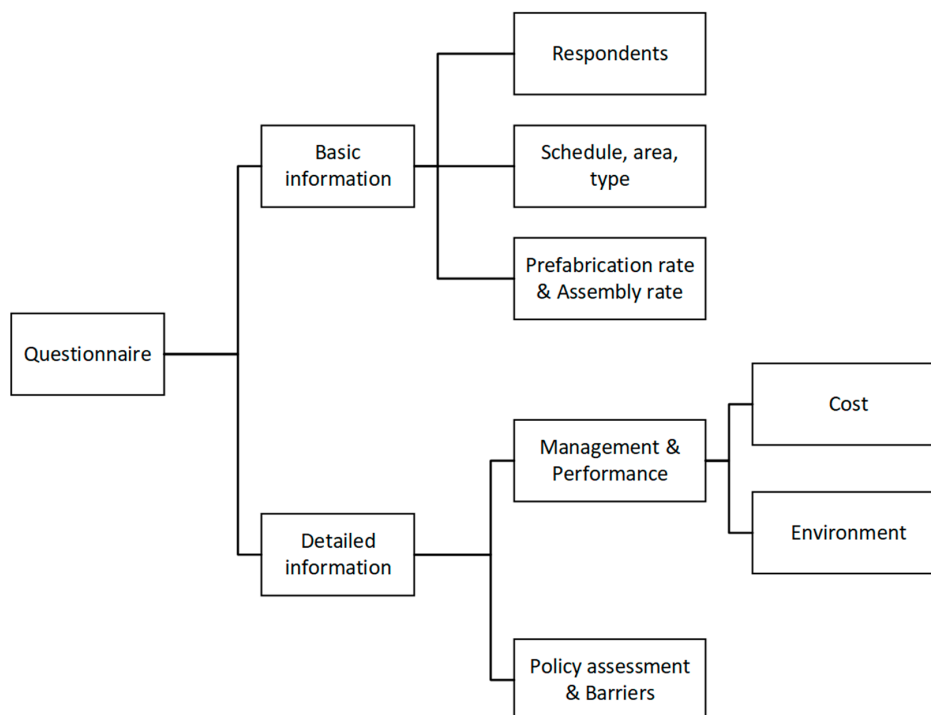 Respondents
Basic
information
Schedule, area,
type
Prefabrication rate
& Assembly rate
Questionnaire
Cost
Management &
Performance
Environment
Detailed
information
Policy assessment
& Barriers